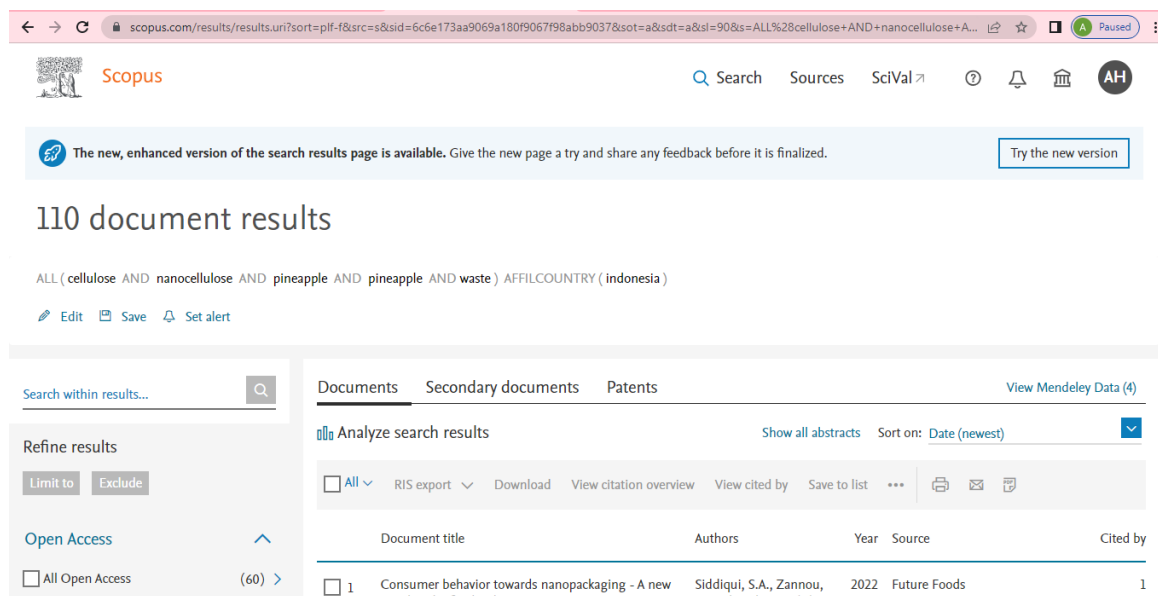 scopus.com/results/results.uri?sort=plf-f&src=s&sid=6c6e173aa9069a180f9067f98abb9037&sot=a&sdt=a&sl=90&s=ALL%28cellulose+AND+nanocellulose+A...
A Paused
Scopus
Search Sources SciVal AH
The new, enhanced version of the search results page is available. Give the new page a try and share any feedback before it is finalized. Try the new version
110 document results
ALL ( cellulose AND nanocellulose AND pineapple AND pineapple AND waste ) AFFILCOUNTRY ( indonesia )
Edit Save Set alert
Search within results...
Documents Secondary documents Patents View Mendeley Data (4)
Analyze search results Show all abstracts Sort on: Date (newest)
Refine results
Limit to Exclude
All RIS export Download View citation overview View cited by Save to list ...
Open Access
Document title Authors Year Source Cited by
All Open Access (60)
1 Consumer behavior towards nanopackaging - A new Siddiqui, S.A., Zannou, 2022 Future Foods 1